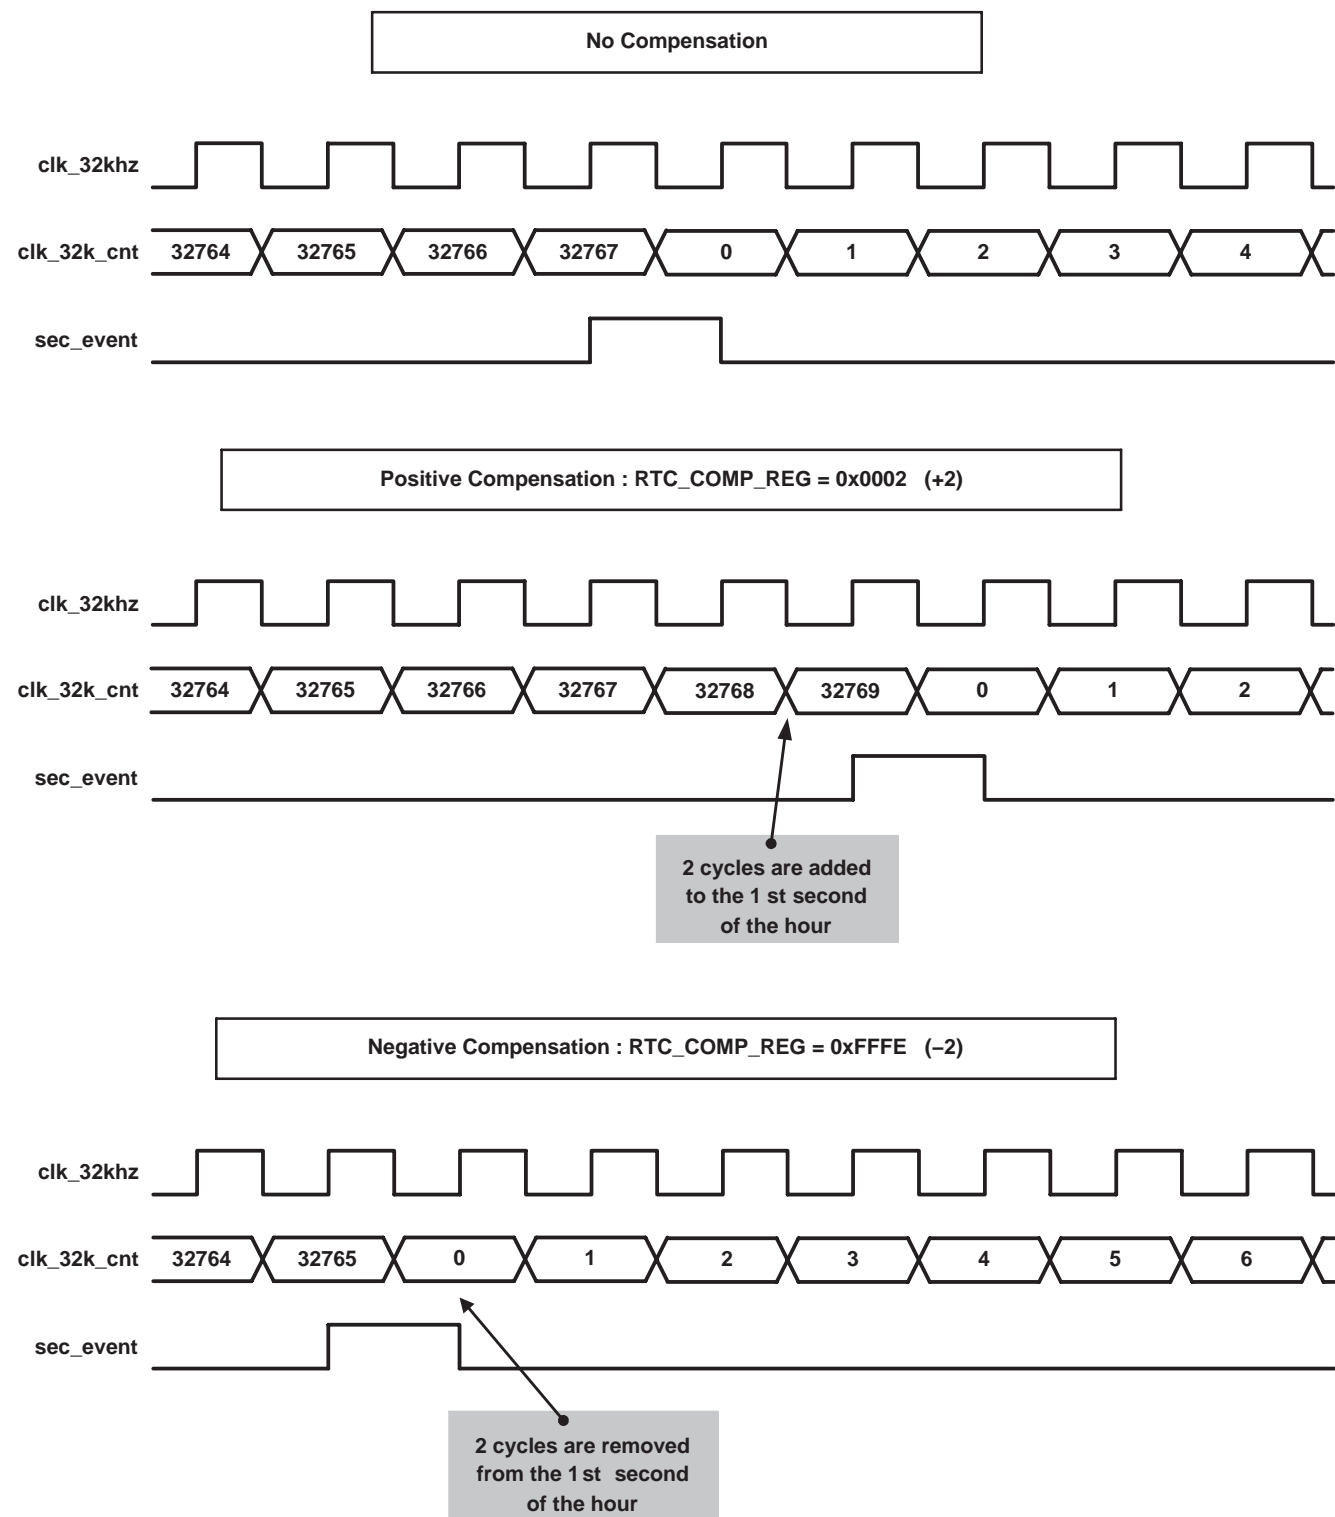 No Compensation
clk_32khz
clk_32k_cnt 32764 32765 32766 32767 0 1 2 3 4
sec_event
Positive Compensation : RTC_COMP_REG = 0x0002 (+2)
clk_32khz
clk_32k_cnt 32764 32765 32766 32767 32768 32769 0 1 2
sec_event
2 cycles are added
to the 1 st second
of the hour
Negative Compensation : RTC_COMP_REG = 0xFFFE (−2)
clk_32khz
clk_32k_cnt 32764 32765 0 1 2 3 4 5 6
sec_event
2 cycles are removed
from the 1 st second
of the hour